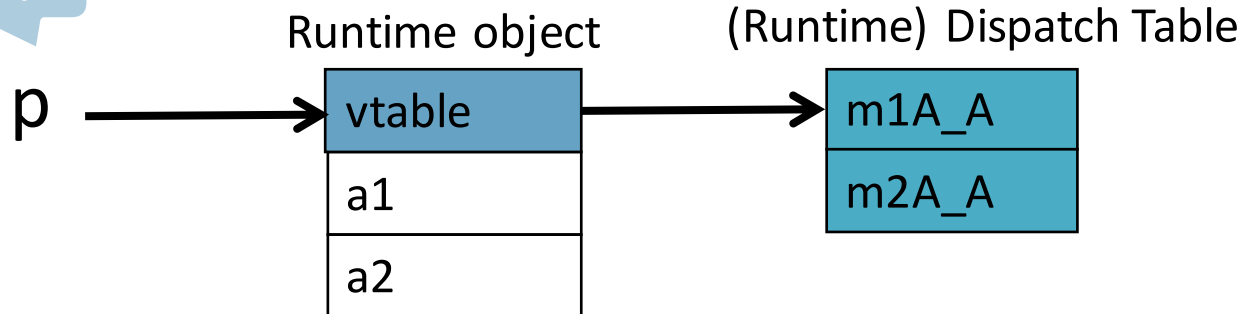 Runtime object
(Runtime) Dispatch Table
p
vtable
m1A_A
a1
m2A_A
a2